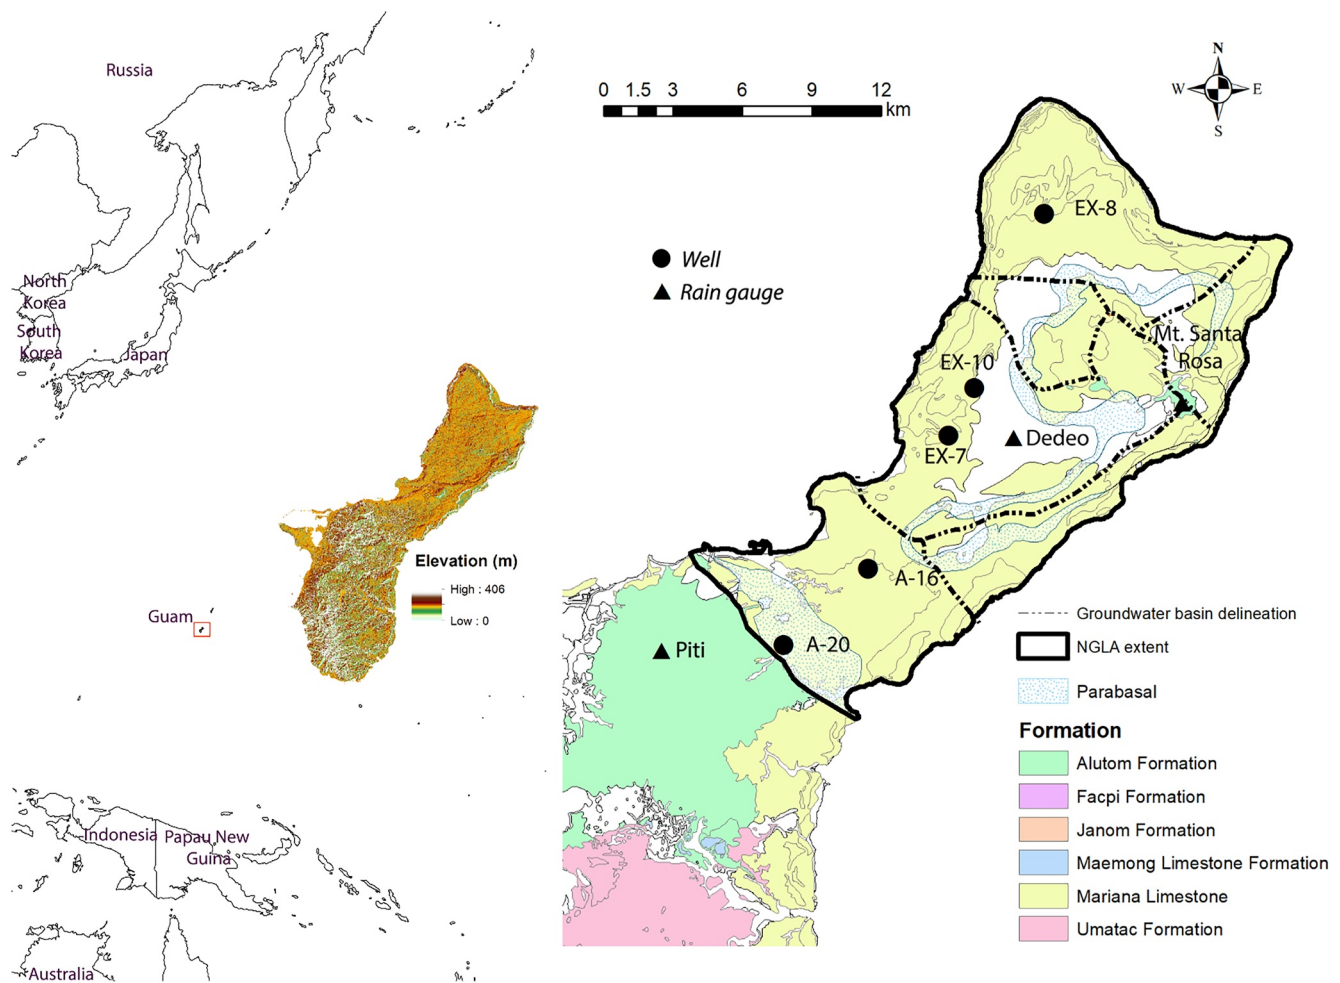 Russia
North
Korea
South
Korea
Japan
Guam
Elevation (m)
High : 406
Low : 0
Indonesia
Papau New
Guina
Australia
0 1.5 3 6 9 12
km
N
W E
S
Well
Rain gauge
EX-8
Mt. Santa
Rosa
EX-10
EX-7
Dedeo
A-16
A-20
Piti
Groundwater basin delineation
NGLA extent
Parabasal
Formation
Alutom Formation
Facpi Formation
Janom Formation
Maemong Limestone Formation
Mariana Limestone
Umatac Formation